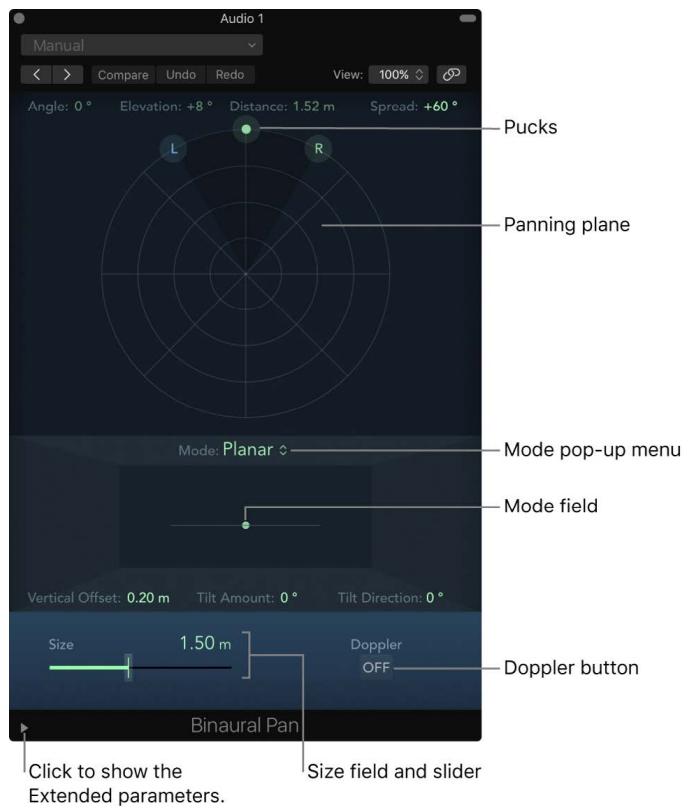 Audio 1
Manual
Compare Undo Redo View: 100%
Angle: 0 ° Elevation: +8 ° Distance: 1.52 m Spread: +60 °
Pucks
L R
Panning plane
Mode: Planar
Mode pop-up menu
Mode field
Vertical Offset: 0.20 m Tilt Amount: 0 ° Tilt Direction: 0 °
Size 1.50 m Doppler
OFF
Doppler button
Binaural Pan
Click to show the
Extended parameters.
Size field and slider